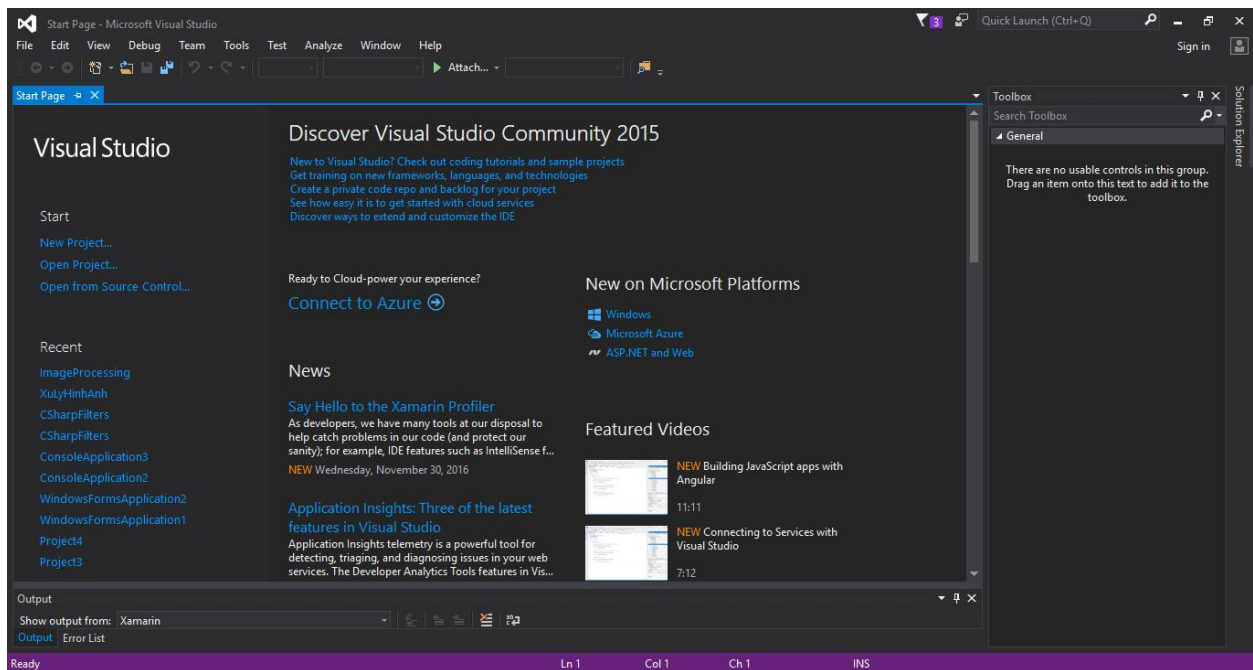 Start Page - Microsoft Visual Studio
3
Quick Launch (Ctrl+Q)
File Edit View Debug Team Tools Test Analyze Window Help
Sign in
Attach...
Start Page
Visual Studio
Start
New Project...
Open Project...
Open from Source Control...
Recent
ImageProcessing
XuLyHinhAnh
CSharpFilters
CSharpFilters
ConsoleApplication3
ConsoleApplication2
WindowsFormsApplication2
WindowsFormsApplication1
Project4
Project3
Discover Visual Studio Community 2015
New to Visual Studio? Check out coding tutorials and sample projects
Get training on new frameworks, languages, and technologies
Create a private code repo and backlog for your project
See how easy it is to get started with cloud services
Discover ways to extend and customize the IDE
Ready to Cloud-power your experience?
Connect to Azure
News
Say Hello to the Xamarin Profiler
As developers, we have many tools at our disposal to
help catch problems in our code (and protect our
sanity); for example, IDE features such as IntelliSense f...
NEW Wednesday, November 30, 2016
Application Insights: Three of the latest
features in Visual Studio
Application Insights telemetry is a powerful tool for
detecting, triaging, and diagnosing issues in your web
services. The Developer Analytics Tools features in Vis...
New on Microsoft Platforms
Windows
Microsoft Azure
ASP.NET and Web
Featured Videos
NEW Building JavaScript apps with
Angular
11:11
NEW Connecting to Services with
Visual Studio
7:12
Toolbox
Search Toolbox
General
There are no usable controls in this group.
Drag an item onto this text to add it to the
toolbox.
Solution Explorer
Output
Show output from: Xamarin
Output Error List
Ready
Ln 1 Col 1 Ch 1 INS